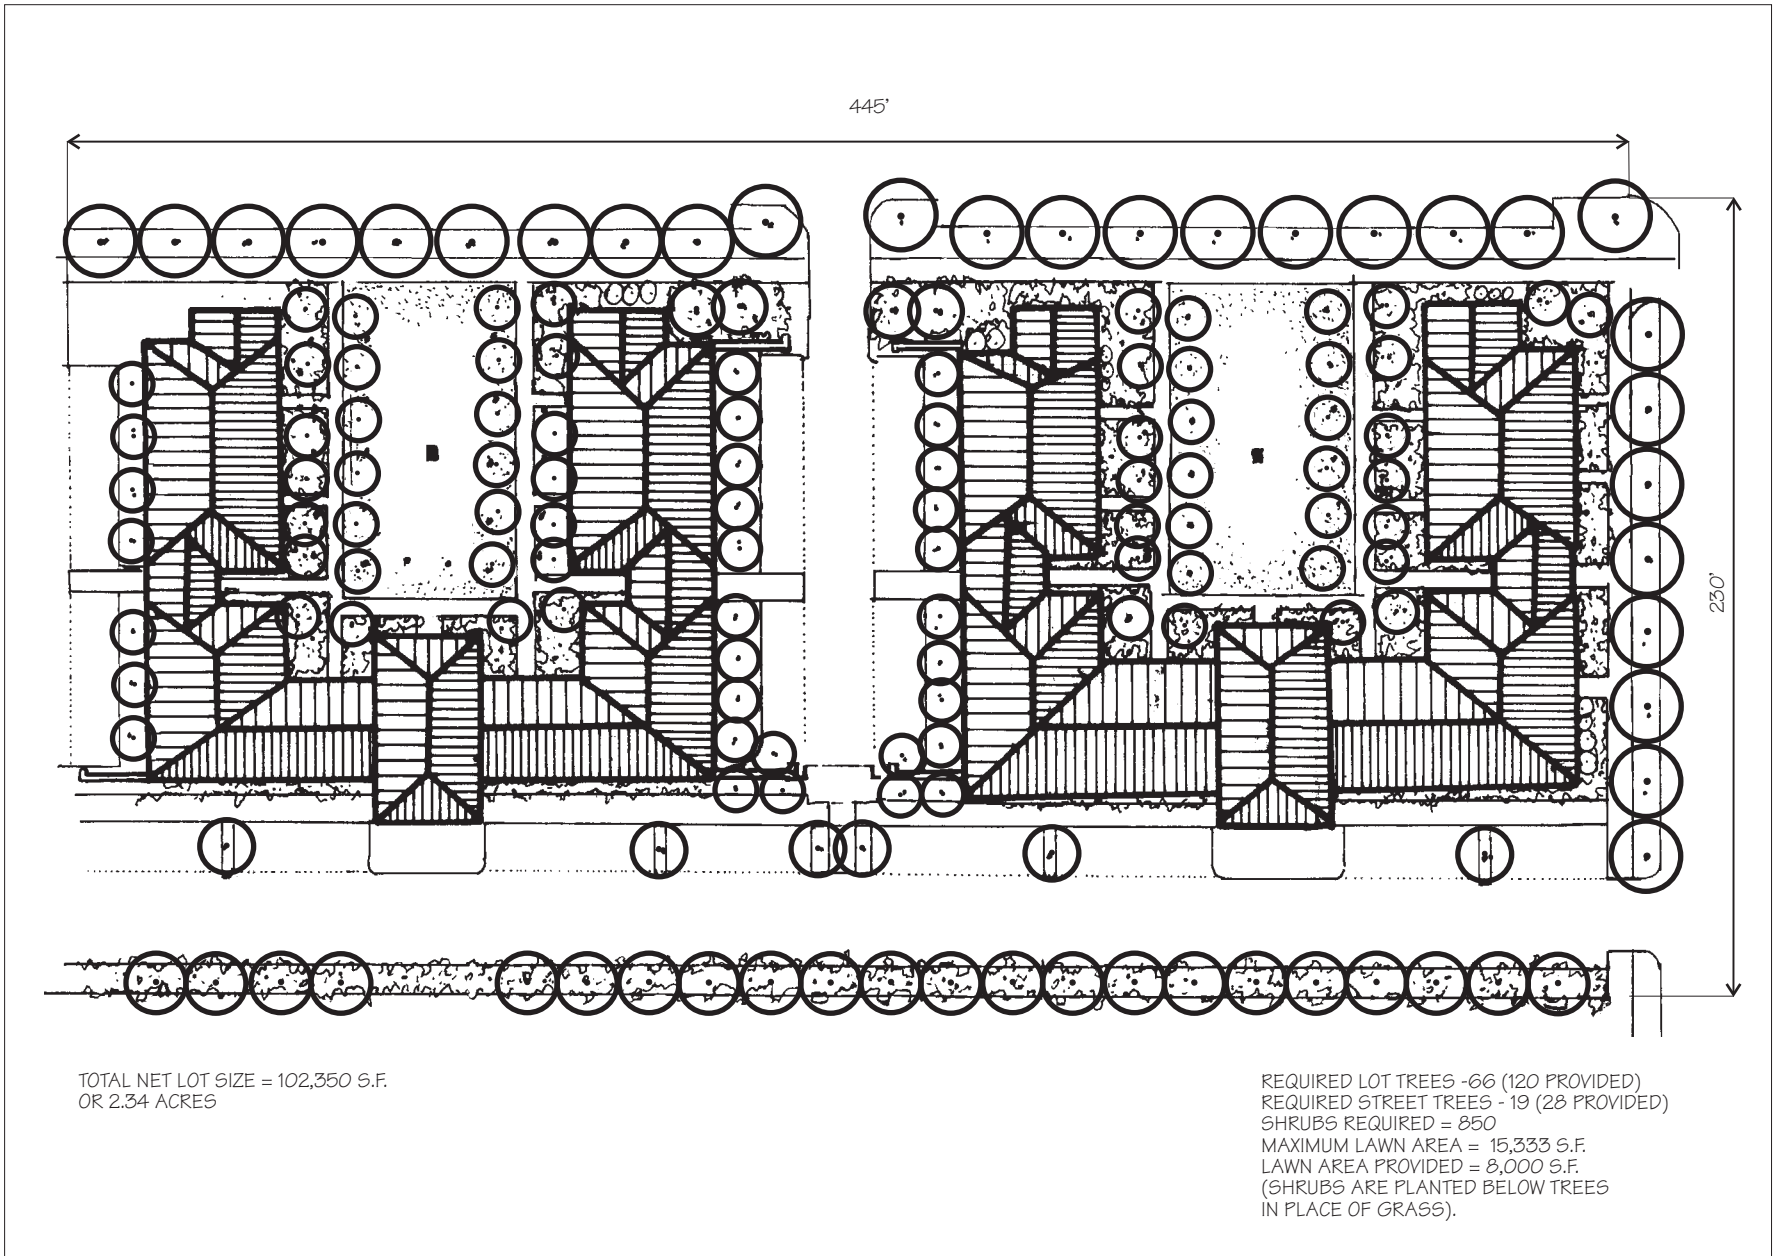 445'
230'
TOTAL NET LOT SIZE = 102,350 S.F.
OR 2.34 ACRES
REQUIRED LOT TREES -66 (120 PROVIDED)
REQUIRED STREET TREES - 19 (28 PROVIDED)
SHRUBS REQUIRED = 850
MAXIMUM LAWN AREA = 15,333 S.F.
LAWN AREA PROVIDED = 8,000 S.F.
(SHRUBS ARE PLANTED BELOW TREES
IN PLACE OF GRASS).